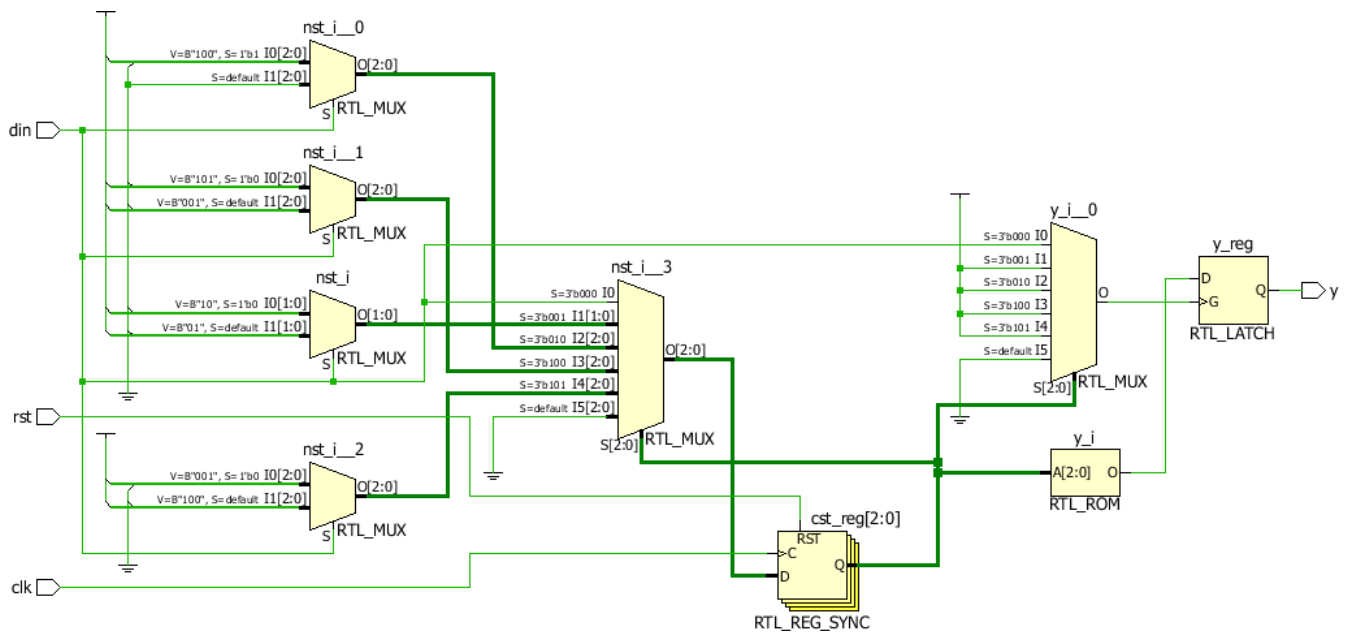 nst_i__0
V=B"100", S=1'b1 I0[2:0]
S=default I1[2:0]
O[2:0]
S
RTL_MUX
din
nst_i__1
V=B"101", S=1'b0 I0[2:0]
V=B"001", S=default I1[2:0]
O[2:0]
S
RTL_MUX
nst_i
V=B"10", S=1'b0 I0[1:0]
V=B"01", S=default I1[1:0]
O[1:0]
S
RTL_MUX
rst
nst_i__2
V=B"001", S=1'b0 I0[2:0]
V=B"100", S=default I1[2:0]
O[2:0]
S
RTL_MUX
clk
nst_i__3
S=3'b000 I0
S=3'b001 I1[1:0]
S=3'b010 I2[2:0]
S=3'b100 I3[2:0]
S=3'b101 I4[2:0]
S=default I5[2:0]
O[2:0]
S[2:0]
RTL_MUX
cst_reg[2:0]
RST
C
D
Q
RTL_REG_SYNC
y_i__0
S=3'b000 I0
S=3'b001 I1
S=3'b010 I2
S=3'b100 I3
S=3'b101 I4
S=default I5
O
S[2:0]
RTL_MUX
y_i
A[2:0]
O
RTL_ROM
y_reg
D
G
Q
RTL_LATCH
y